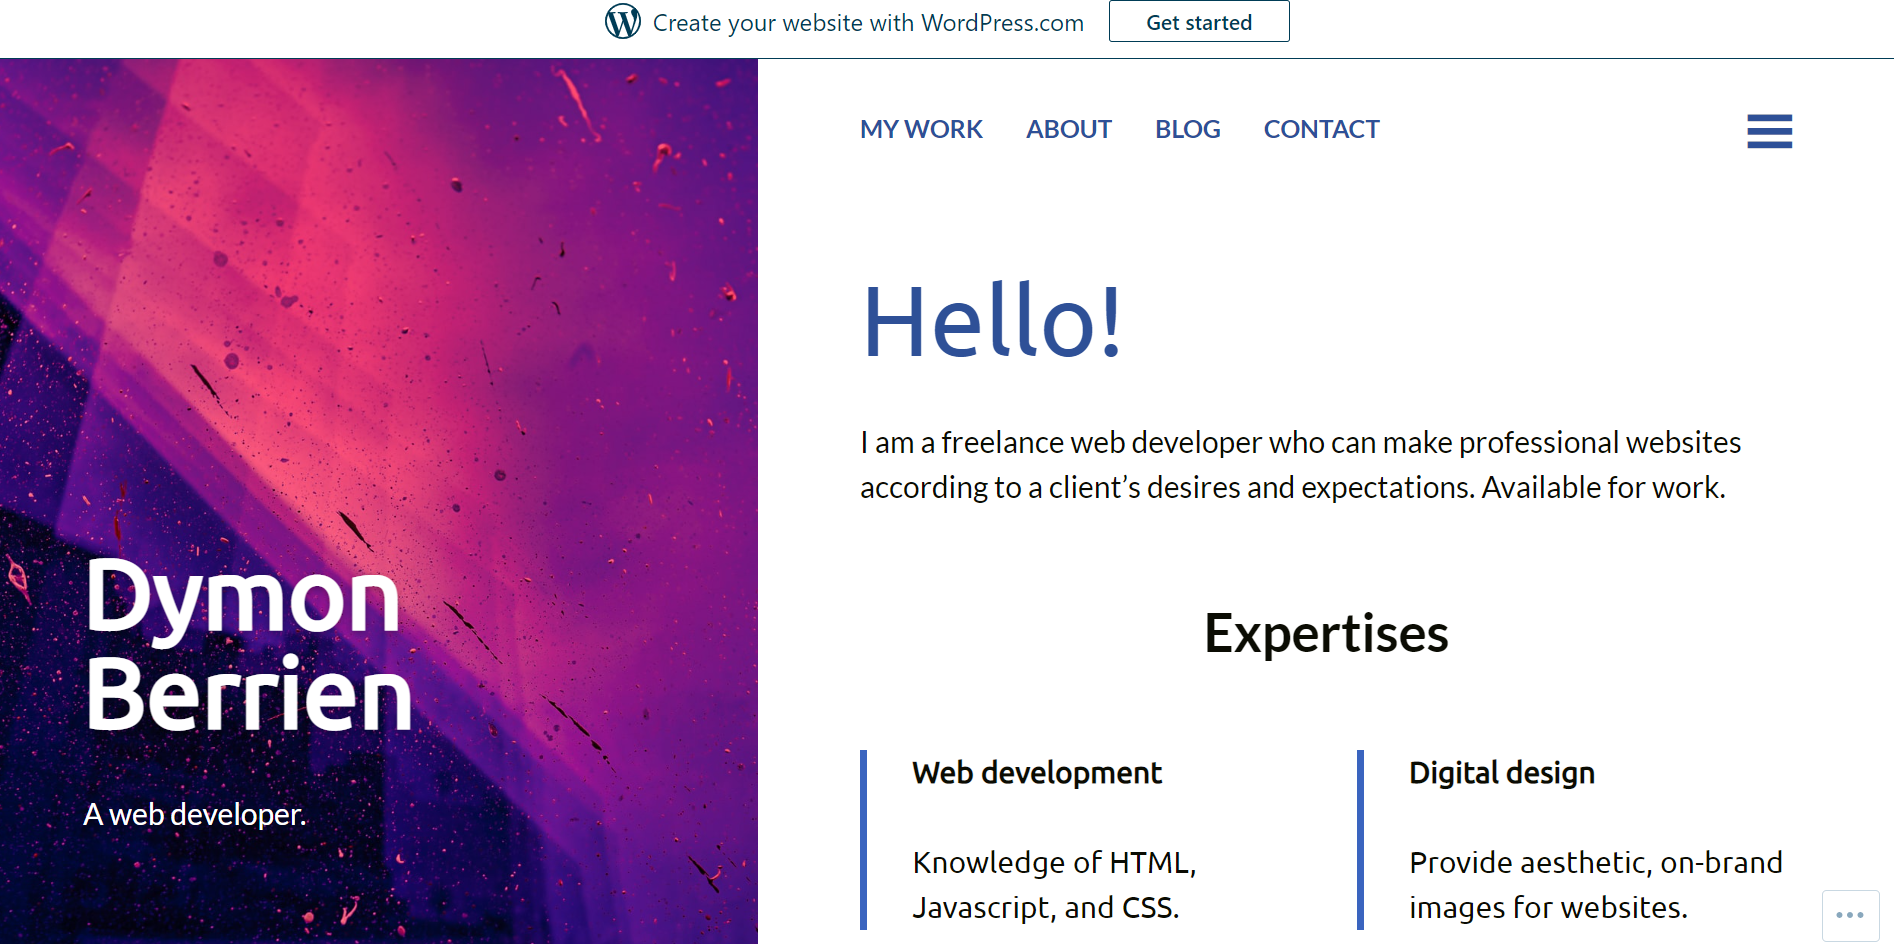 Create your website with WordPress.com
Get started
MY WORK ABOUT BLOG CONTACT
Dymon
Berrien
A web developer.
Hello!
I am a freelance web developer who can make professional websites
according to a client’s desires and expectations. Available for work.
Expertises
Web development
Knowledge of HTML,
Javascript, and CSS.
Digital design
Provide aesthetic, on-brand
images for websites.